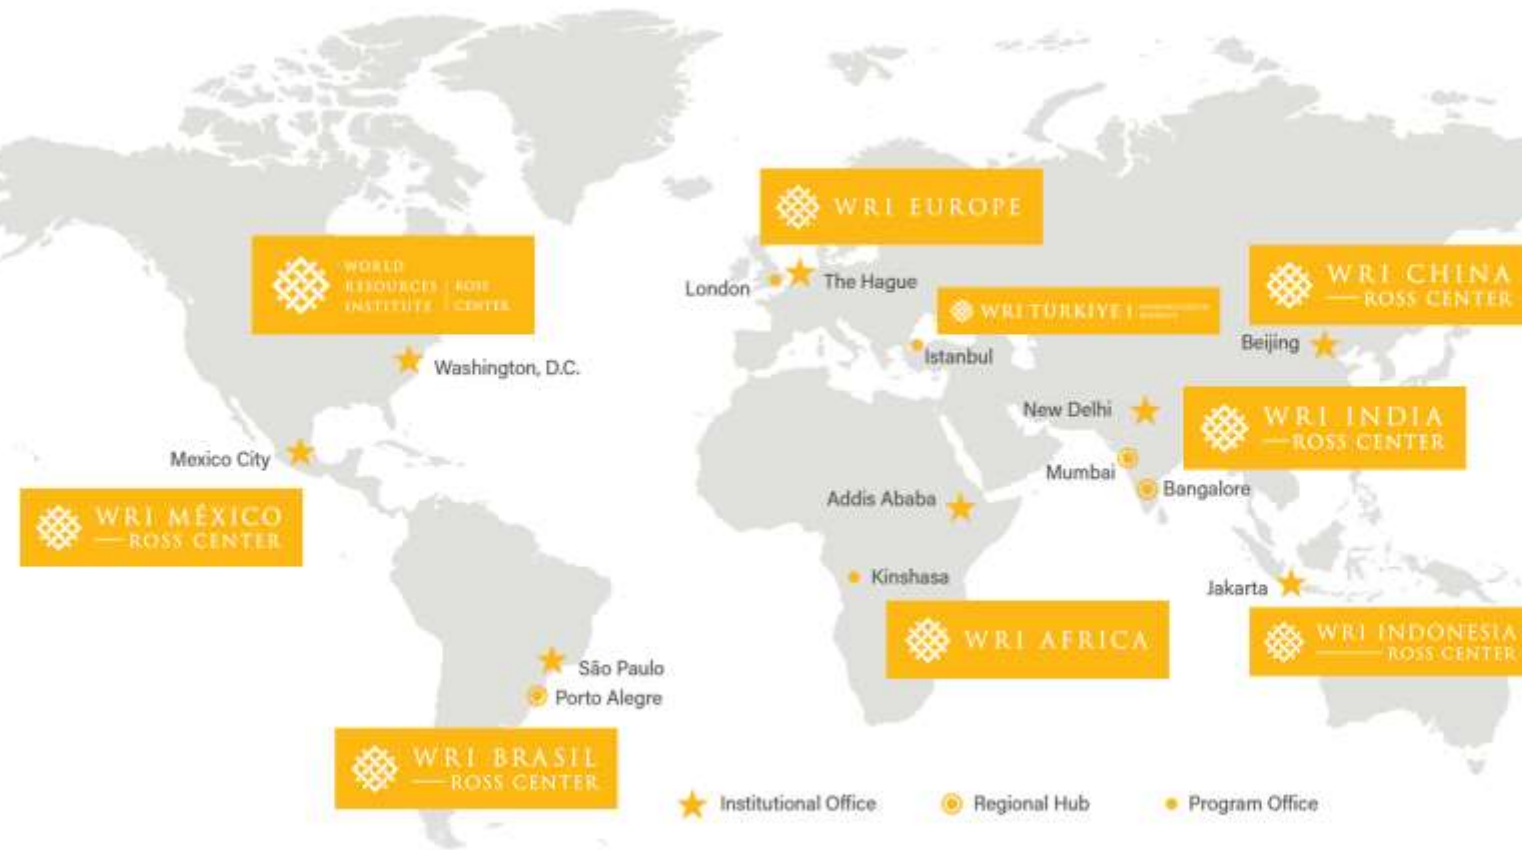 WRI EUROPE
WORLD
RESOURCES
INSTITUTE
ROSS
CENTER
WRI CHINA
ROSS CENTER
London
The Hague
WRI TÜRKIYE
Beijing
Istanbul
Washington, D.C.
New Delhi
WRI INDIA
ROSS CENTER
Mexico City
Mumbai
Bangalore
Addis Ababa
WRI MÉXICO
ROSS CENTER
Kinshasa
Jakarta
WRI AFRICA
WRI INDONESIA
ROSS CENTER
São Paulo
Porto Alegre
WRI BRASIL
ROSS CENTER
Institutional Office
Regional Hub
Program Office